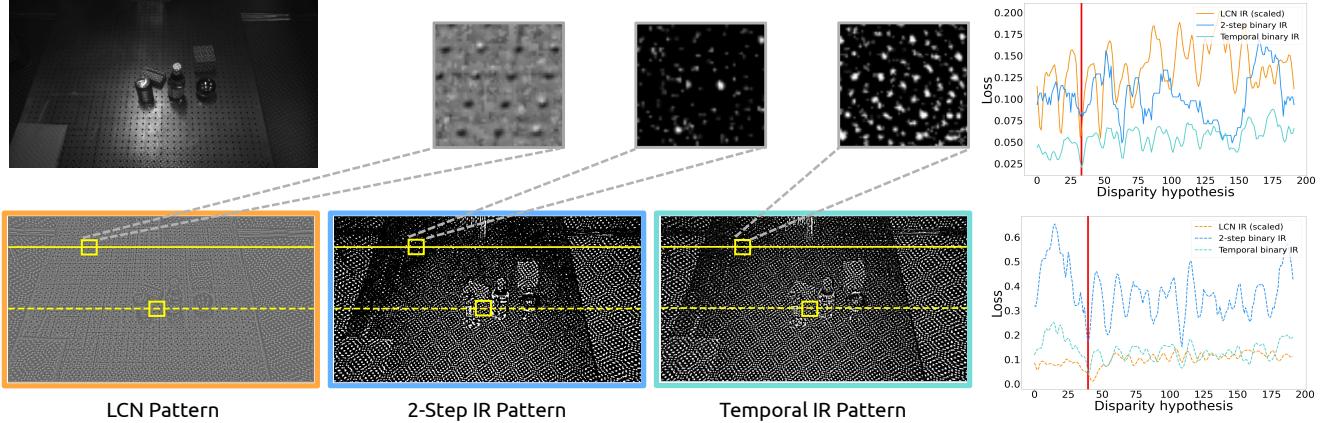 0.200
0.175
0.150
0.125
0.100
0.075
0.050
0.025
Loss
LCN IR (scaled)
2-step binary IR
Temporal binary IR
0 25 50 75 100 125 150 175 200
Disparity hypothesis
0.6
0.5
0.4
0.3
0.2
0.1
0.0
Loss
LCN IR (scaled)
2-step binary IR
Temporal binary IR
0 25 50 75 100 125 150 175 200
Disparity hypothesis
LCN Pattern
2-Step IR Pattern
Temporal IR Pattern